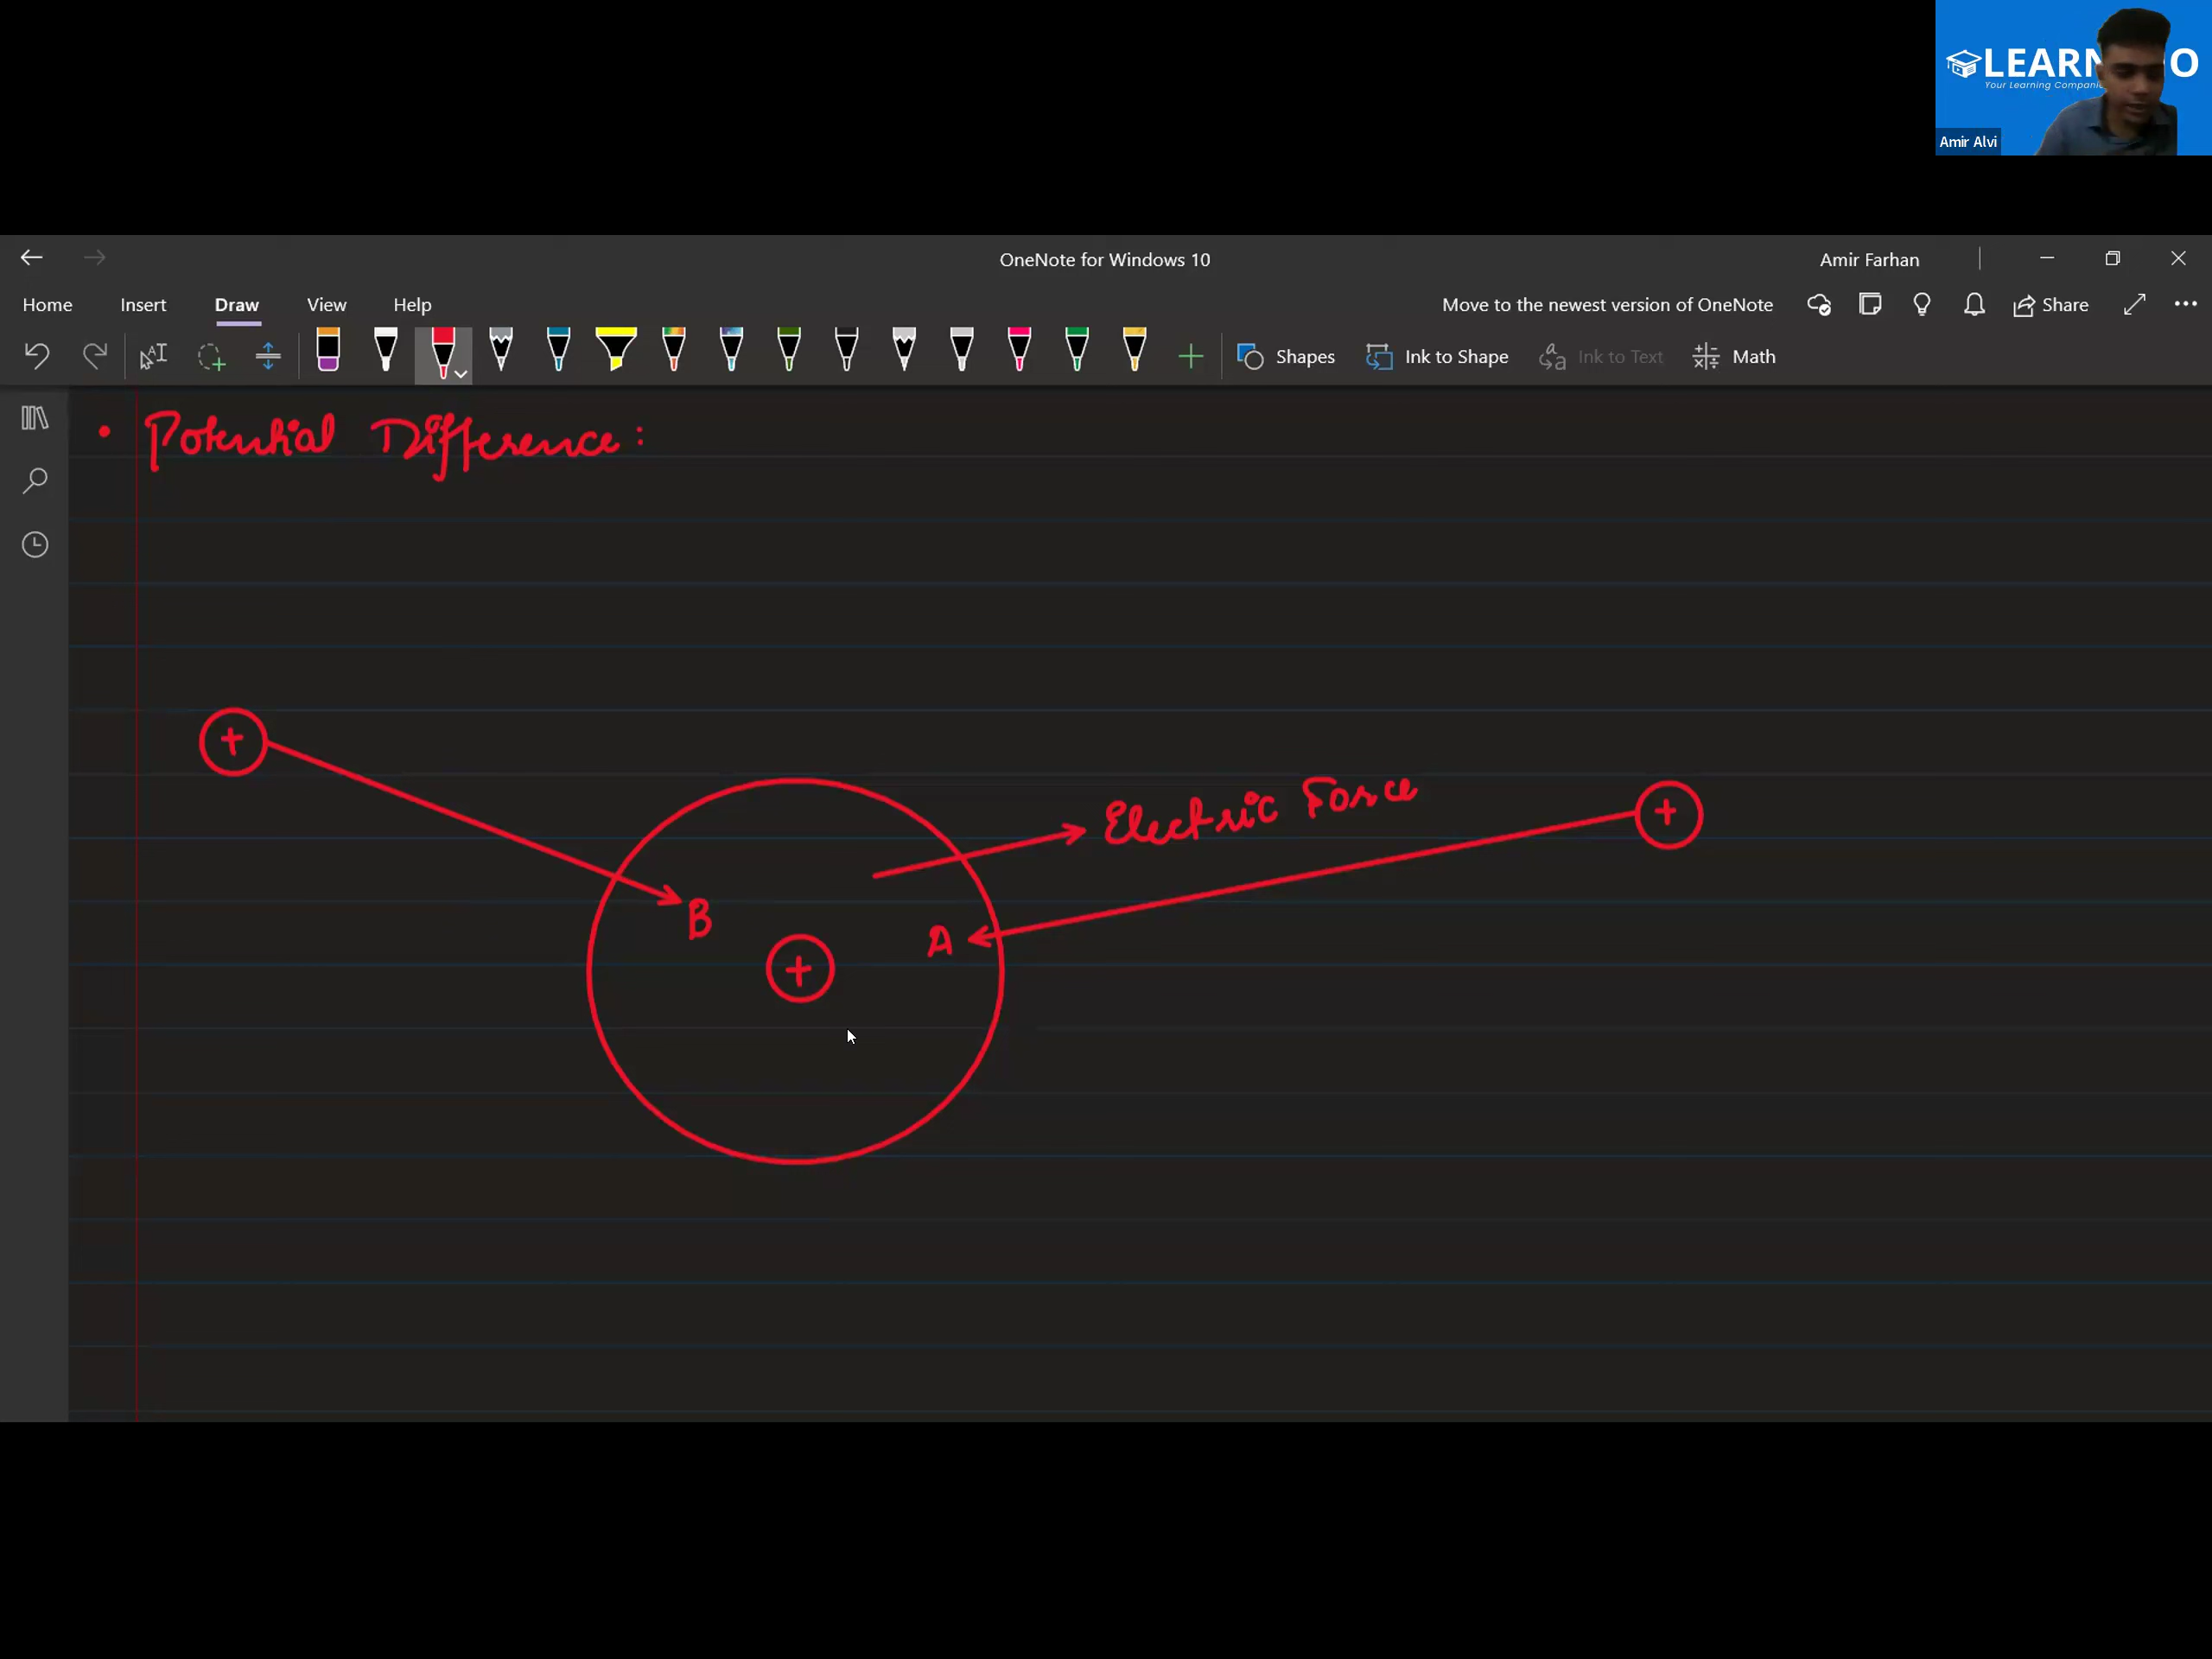 LEARN O
Your Learning Compani
Amir Alvi
OneNote for Windows 10
Amir Farhan
Home Insert Draw View Help
Move to the newest version of OneNote
Share
Shapes
Ink to Shape
Ink to Text
Math
• Potential Difference:
+
Electric Force
+
B
A
+